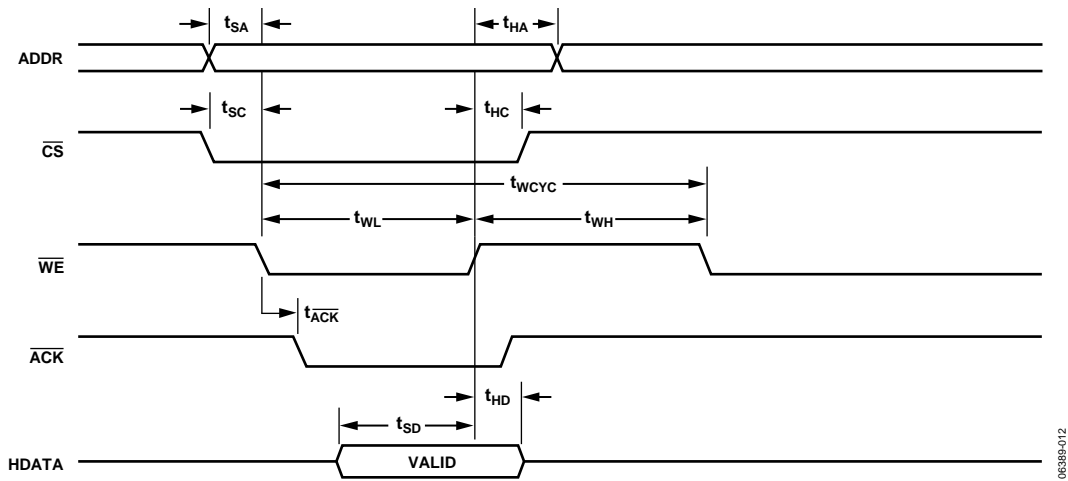 tSA
tHA
ADDR
tSC
tHC
CS
tWCYC
tWL
tWH
WE
tACK
ACK
tHD
tSD
HDATA
VALID
06389-012